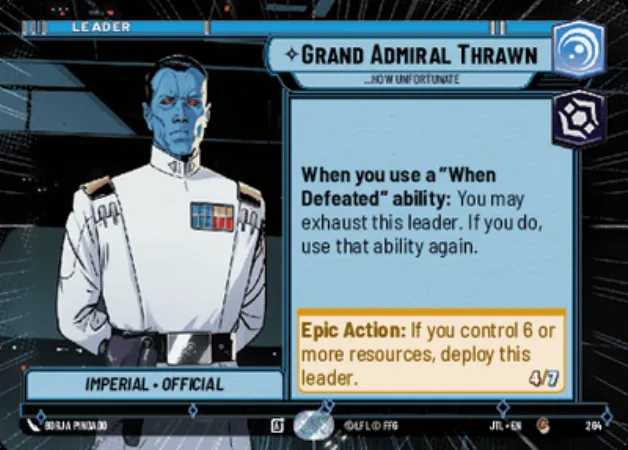 LEADER
GRAND ADMIRAL THRAWN
...HOW UNFORTUNATE
When you use a “When
Defeated” ability: You may
exhaust this leader. If you do,
use that ability again.
Epic Action: If you control 6 or
more resources, deploy this
leader.
4/7
IMPERIAL • OFFICIAL
BORJA PINDADO
A
©LFL © FFG
JTL • EN
264